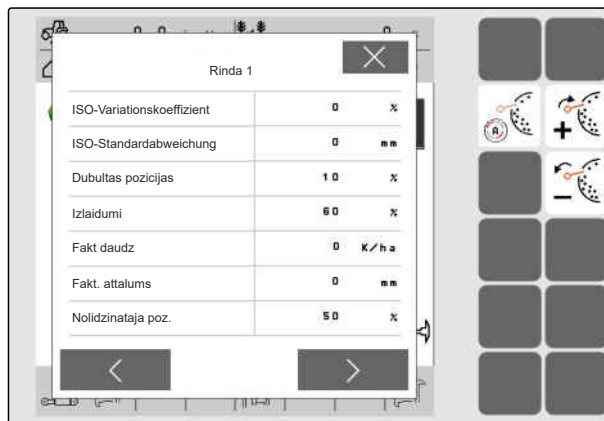 Rinda 1
ISO-Variationskoeffizient 0 %
ISO-Standardabweichung 0 mm
Dubultas pozicijas 10 %
Izlaidumi 60 %
Fakt daudz 0 K/ha
Fakt. attalums 0 mm
Nolidzinataja poz. 50 %
A